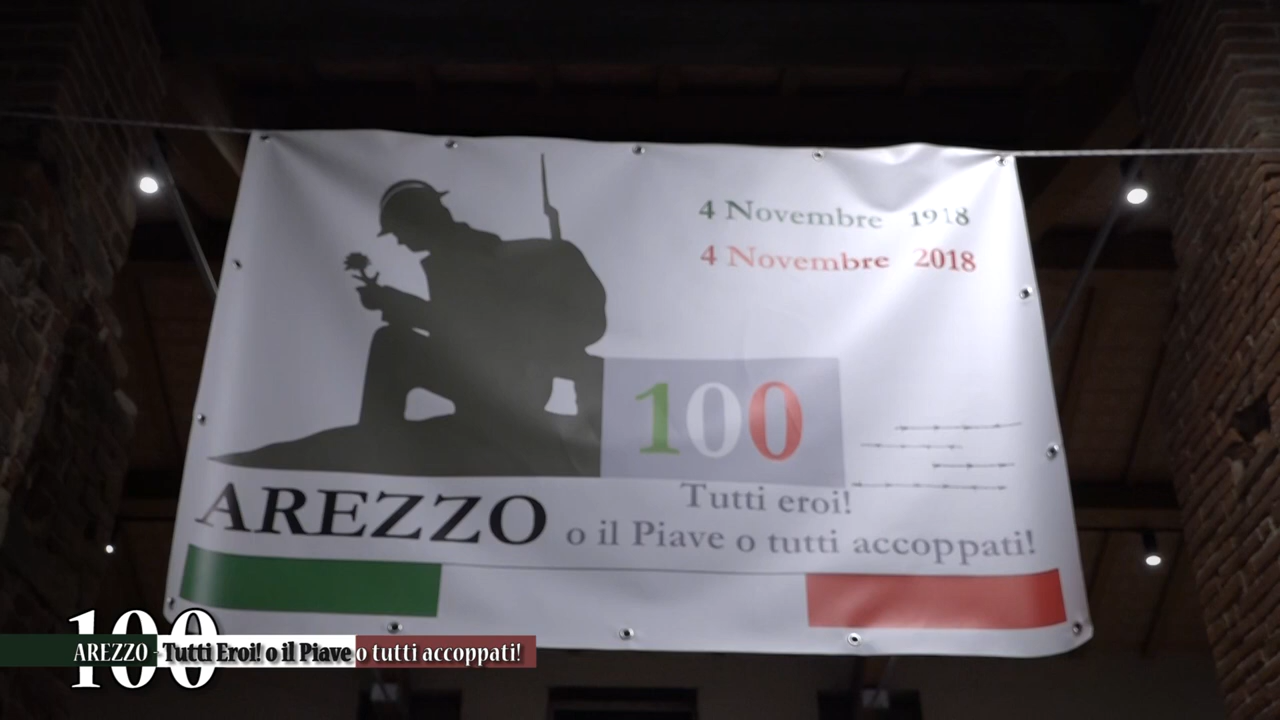 4 Novembre 1918
4 Novembre 2018
100
Tutti eroi!
AREZZO o il Piave o tutti accoppati!
100
AREZZO - Tutti Eroi! o il Piave o tutti accoppati!